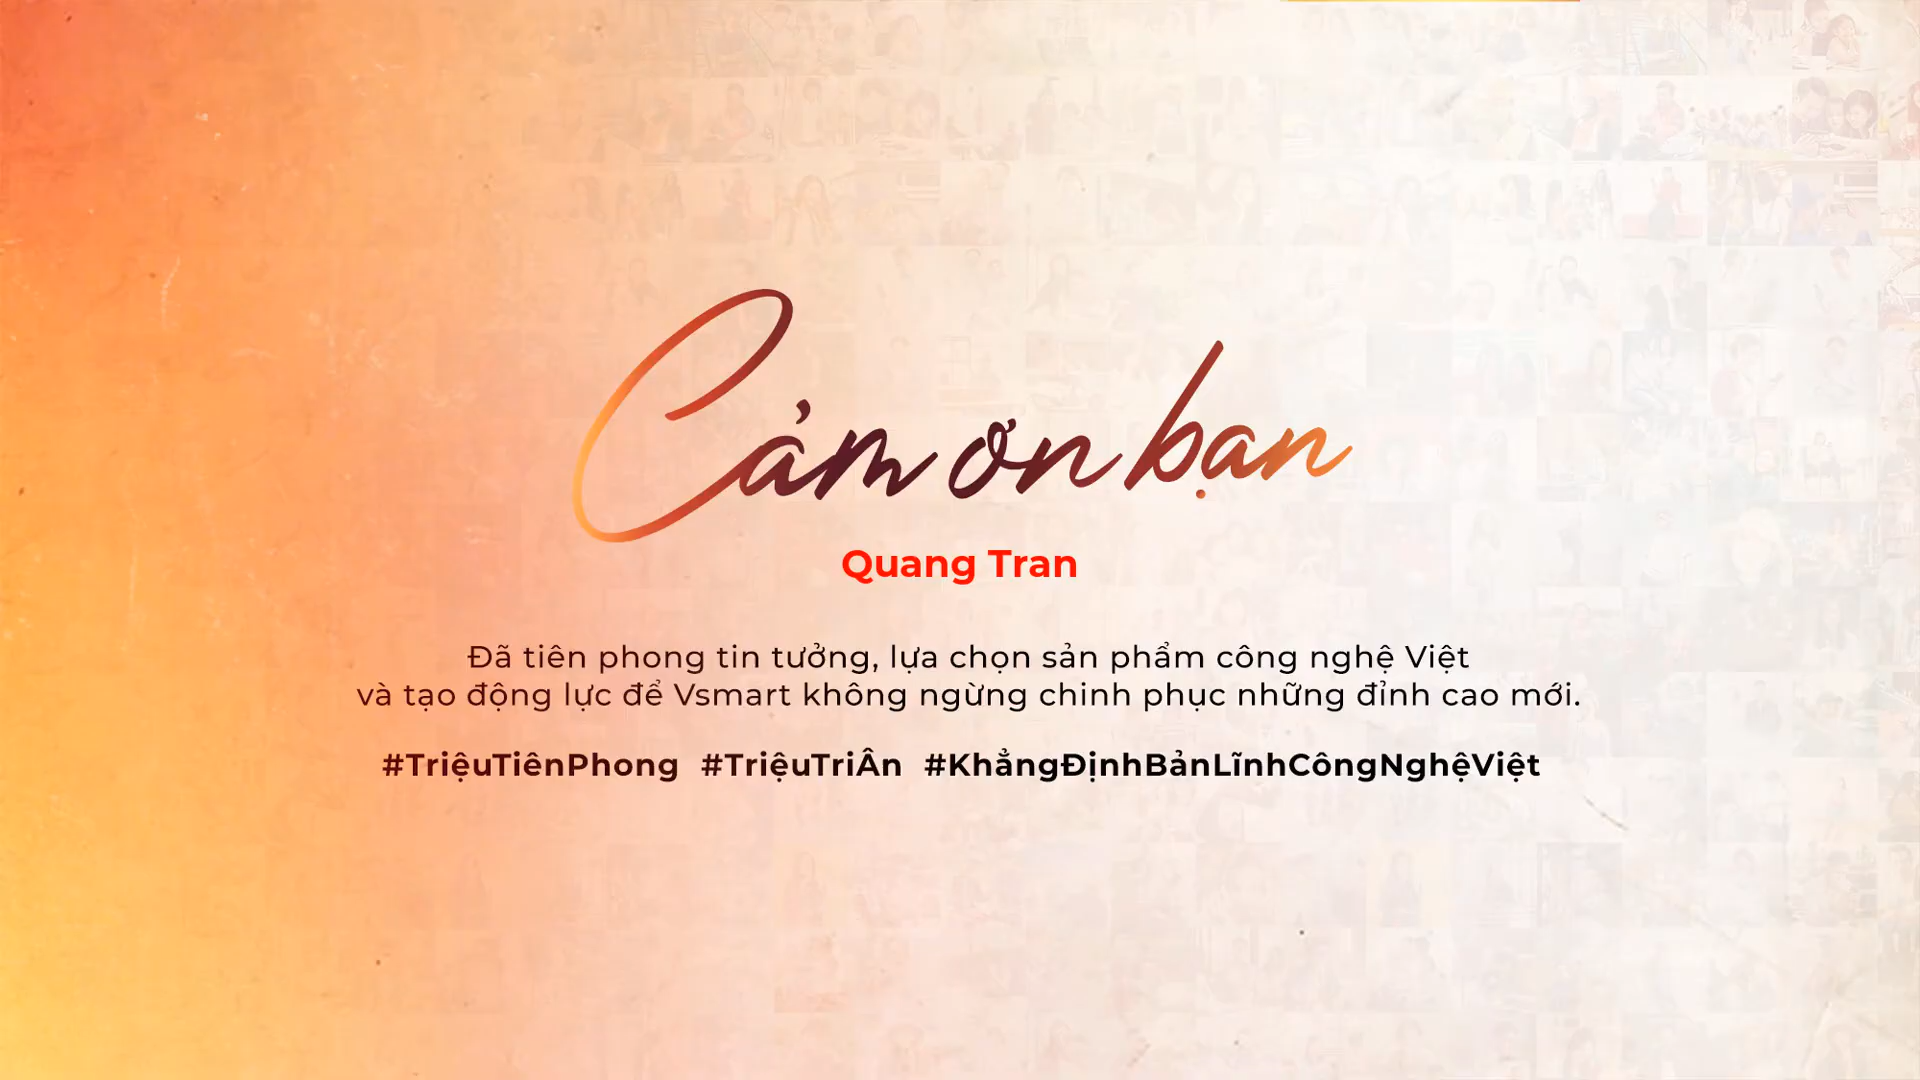 Cảm ơn bạn
Quang Tran
Đã tiên phong tin tưởng, lựa chọn sản phẩm công nghệ Việt
và tạo động lực để Vsmart không ngừng chinh phục những đỉnh cao mới.
#TriệuTiênPhong #TriệuTriÂn #KhẳngĐịnhBảnLĩnhCôngNghệViệt